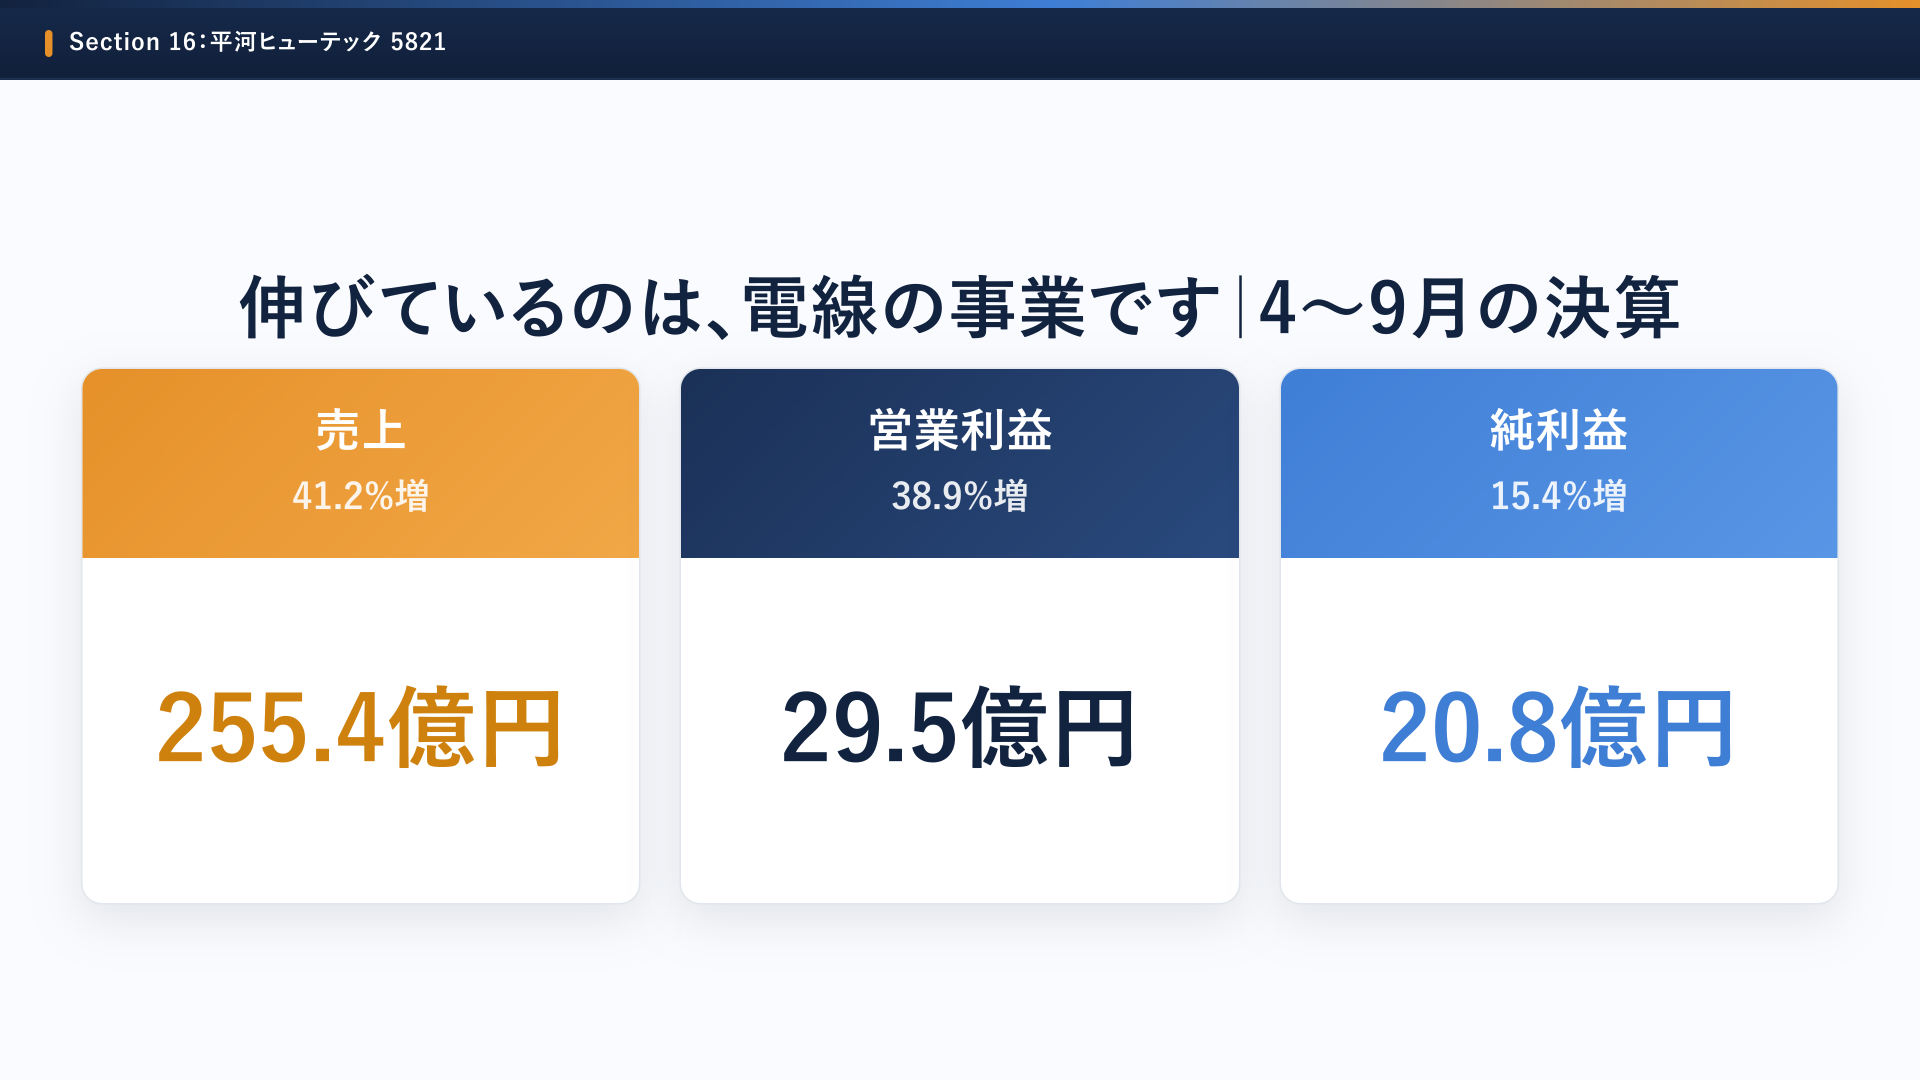 Section 16：平河ヒューテック 5821
伸びているのは、電線の事業です｜4〜9月の決算
売上
41.2%増
255.4億円
営業利益
38.9%増
29.5億円
純利益
15.4%増
20.8億円